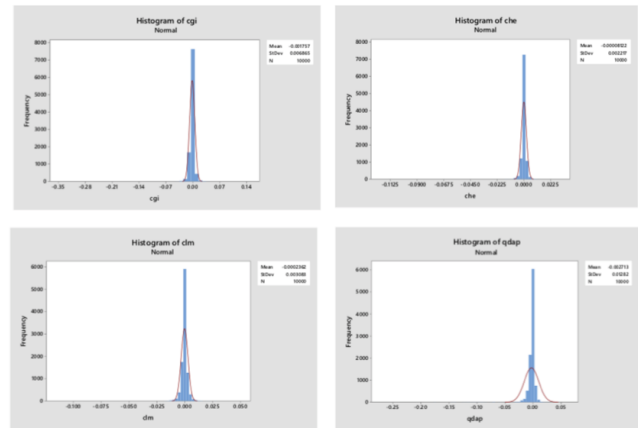 Histogram of cgi
Normal
8000
7000
6000
5000
4000
3000
2000
1000
0
Frequency
-0.35 -0.28 -0.21 -0.14 -0.07 0.00 0.07 0.14
cgi
Mean
StDev
N 10000
Histogram of che
Normal
8000
7000
6000
5000
4000
3000
2000
1000
0
Frequency
-0.1125 -0.0900 -0.0675 -0.0450 -0.0225 0.0000 0.0225
che
Mean
StDev
N 10000
Histogram of clm
Normal
6000
5000
4000
3000
2000
1000
0
Frequency
-0.100 -0.075 -0.050 -0.025 0.000 0.025 0.050
clm
Mean
StDev
N 10000
Histogram of qdap
Normal
6000
5000
4000
3000
2000
1000
0
Frequency
-0.25 -0.20 -0.15 -0.10 -0.05 0.00 0.05
qdap
Mean
StDev
N 10000